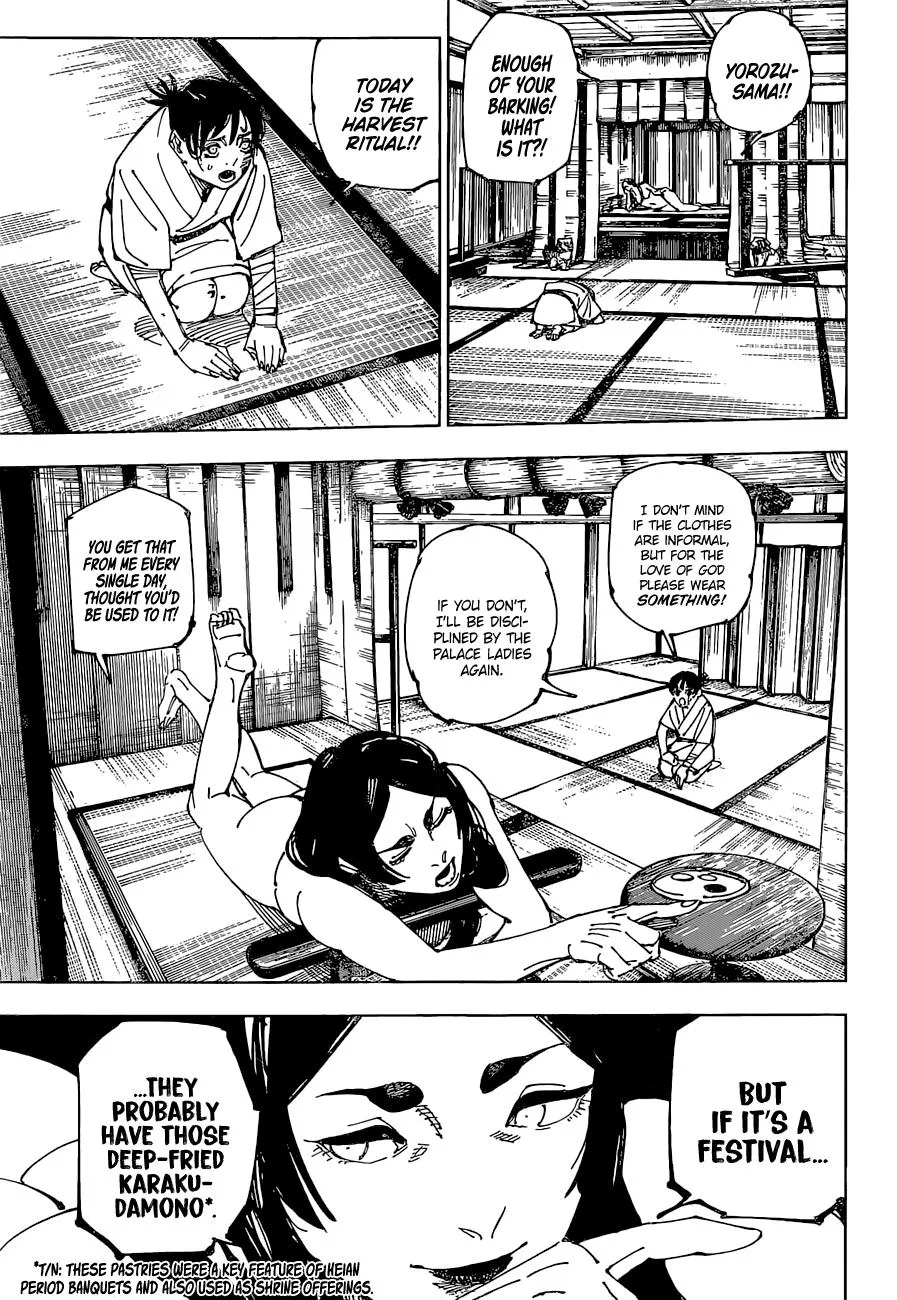 YOROZU-
SAMA!!
ENOUGH
OF YOUR
BARKING!
WHAT
IS IT?!
TODAY
IS THE
HARVEST
RITUAL!!
I DON'T MIND
IF THE CLOTHES
ARE INFORMAL,
BUT FOR THE
LOVE OF GOD
PLEASE WEAR
SOMETHING!
IF YOU DON'T,
I'LL BE DISCI-
PLINED BY THE
PALACE LADIES
AGAIN.
YOU GET THAT
FROM ME EVERY
SINGLE DAY,
THOUGHT YOU'D
BE USED TO IT!
BUT
IF IT'S A
FESTIVAL...
...THEY
PROBABLY
HAVE THOSE
DEEP-FRIED
KARAKU-
DAMONO*.
*T/N: THESE PASTRIES WERE A KEY FEATURE OF HEIAN
PERIOD BANQUETS AND ALSO USED AS SHRINE OFFERINGS.